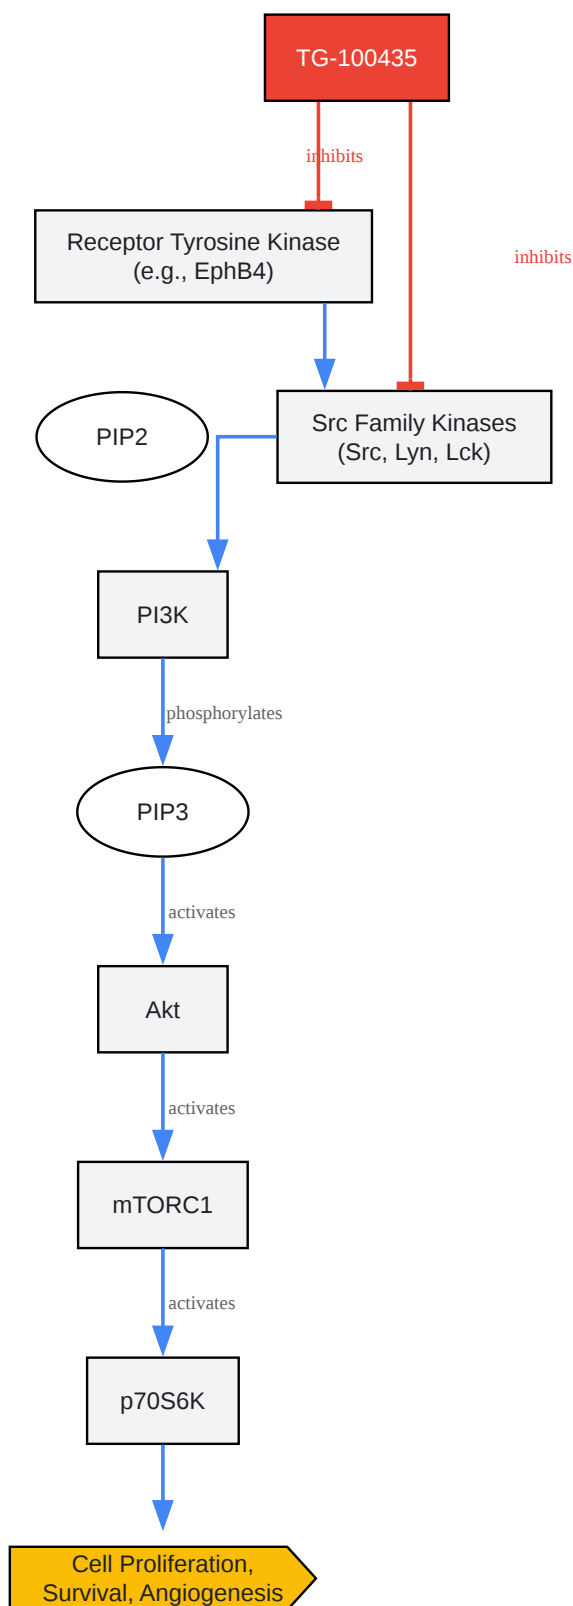 TG-100435
inhibits
Receptor Tyrosine Kinase
(e.g., EphB4)
inhibits
PIP2
Src Family Kinases
(Src, Lyn, Lck)
PI3K
phosphorylates
PIP3
activates
Akt
activates
mTORC1
activates
p70S6K
Cell Proliferation,
Survival, Angiogenesis